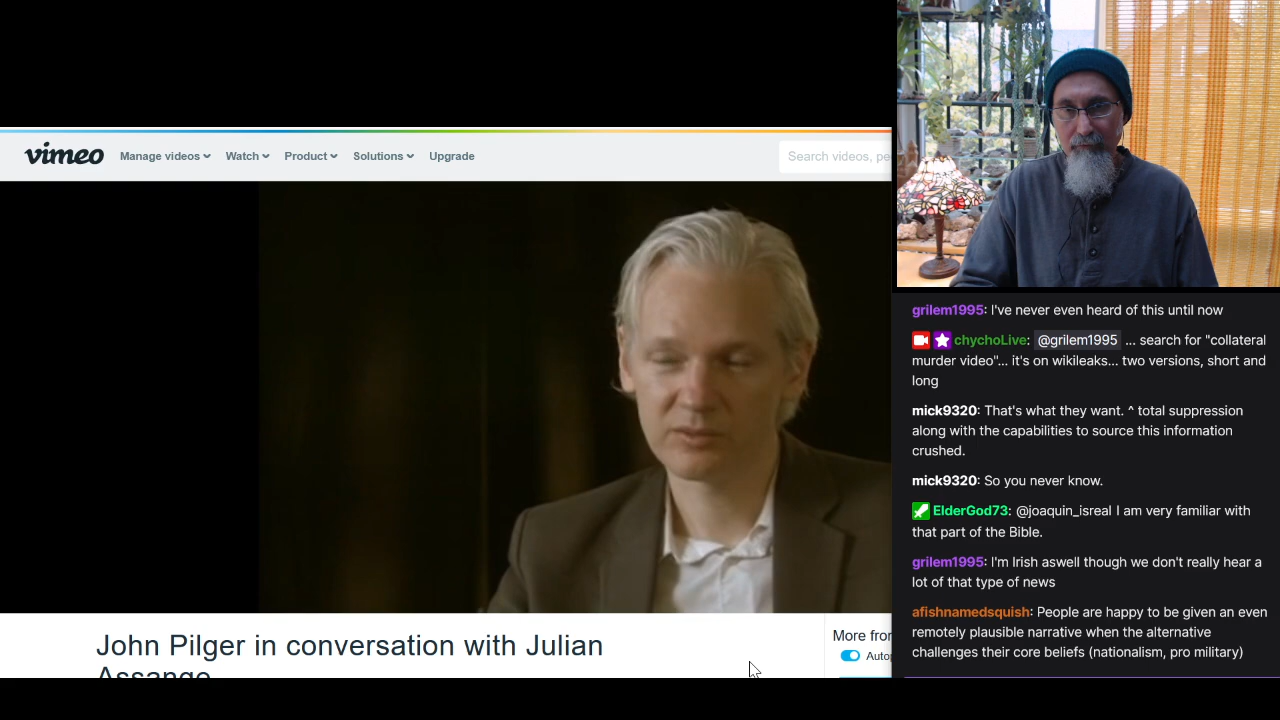 vimeo
Manage videos
Watch
Product
Solutions
Upgrade
Search videos, pe
John Pilger in conversation with Julian
Assange
More from
Autop
grilem1995: I've never even heard of this until now
chychoLive: @grilem1995 ... search for "collateral
murder video"... it's on wikileaks... two versions, short and
long
mick9320: That's what they want. ^ total suppression
along with the capabilities to source this information
crushed.
mick9320: So you never know.
ElderGod73: @joaquin_isreal I am very familiar with
that part of the Bible.
grilem1995: I'm Irish aswell though we don't really hear a
lot of that type of news
afishnamedsquish: People are happy to be given an even
remotely plausible narrative when the alternative
challenges their core beliefs (nationalism, pro military)